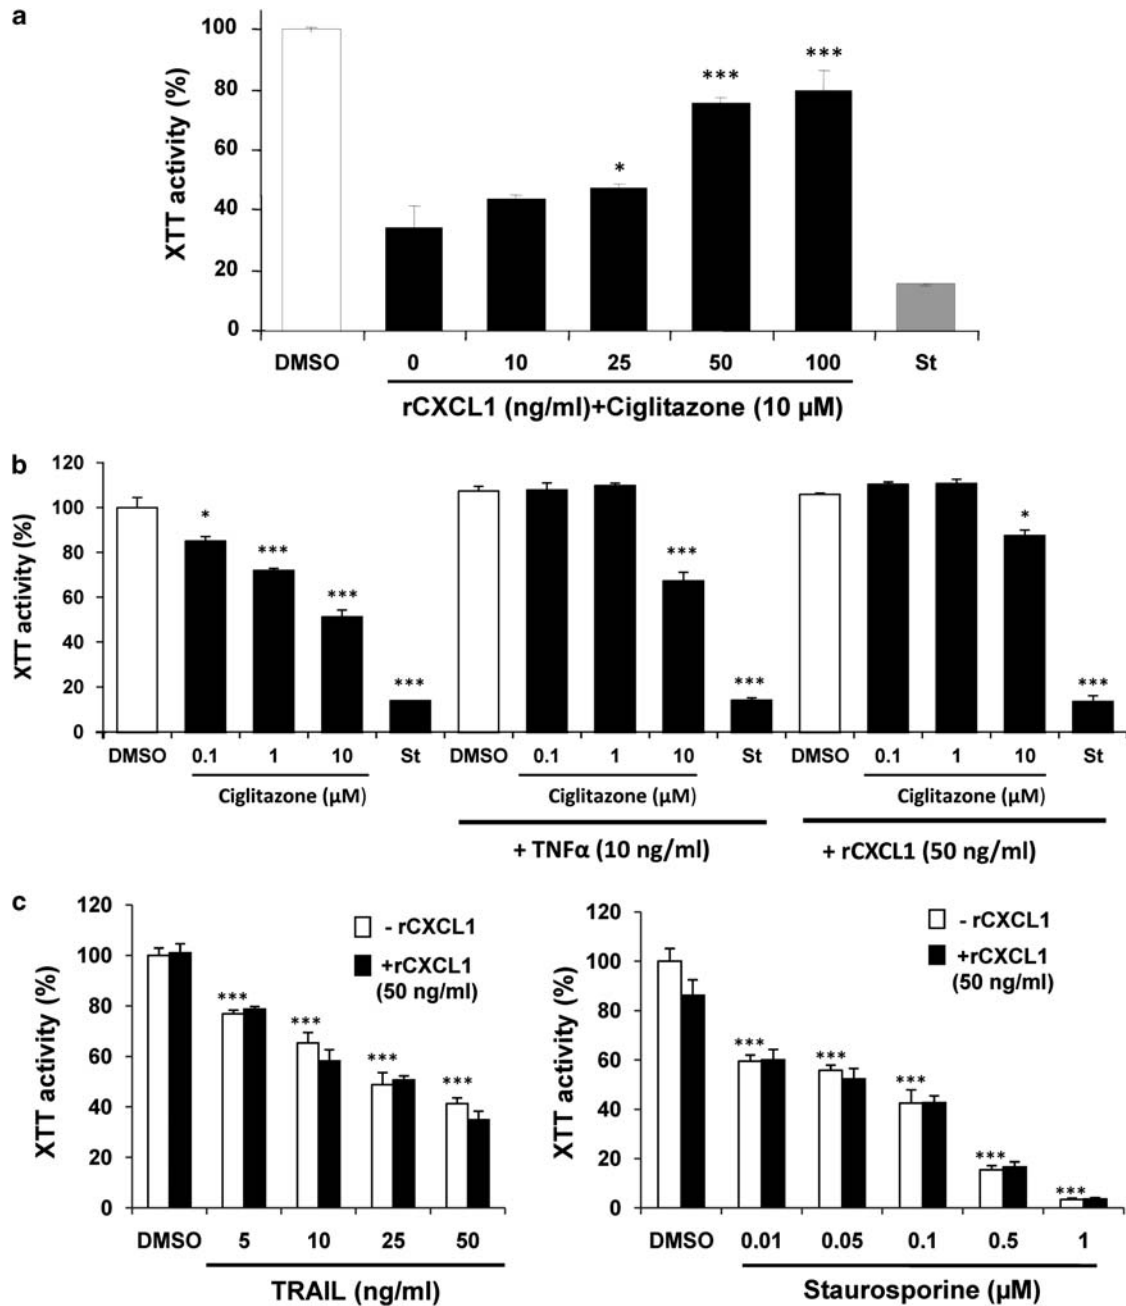 a
XTT activity (%)
100
80
60
40
20
0
* *** ***
DMSO 0 10 25 50 100 St
rCXCL1 (ng/ml)+Ciglitazone (10 µM)
b
XTT activity (%)
120
100
80
60
40
20
0
* *** *** *** *** *** * ***
DMSO 0.1 1 10 St DMSO 0.1 1 10 St DMSO 0.1 1 10 St
Ciglitazone (µM) Ciglitazone (µM) Ciglitazone (µM)
+ TNFα (10 ng/ml) + rCXCL1 (50 ng/ml)
c
XTT activity (%)
120
100
80
60
40
20
0
- rCXCL1
+rCXCL1
(50 ng/ml)
*** *** *** ***
DMSO 5 10 25 50
TRAIL (ng/ml)
XTT activity (%)
120
100
80
60
40
20
0
- rCXCL1
+rCXCL1
(50 ng/ml)
*** *** *** *** ***
DMSO 0.01 0.05 0.1 0.5 1
Staurosporine (µM)